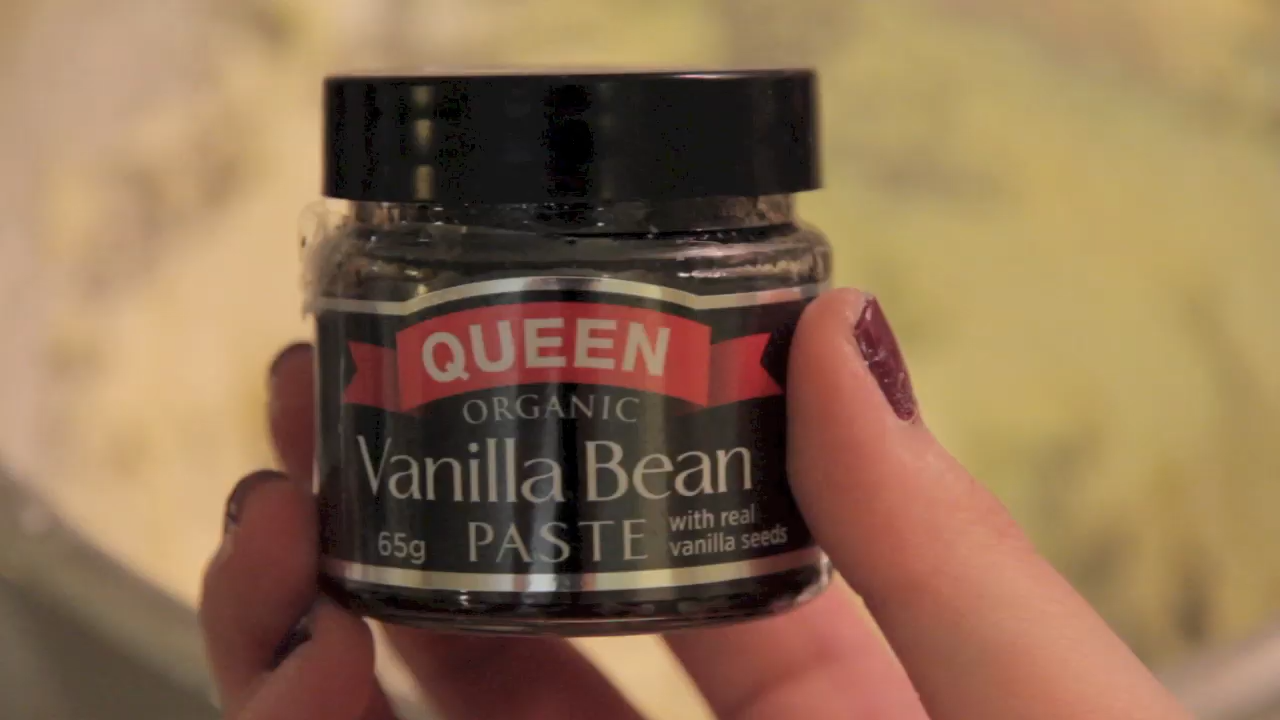 QUEEN
ORGANIC
Vanilla Bean
65g PASTE with real
vanilla seeds